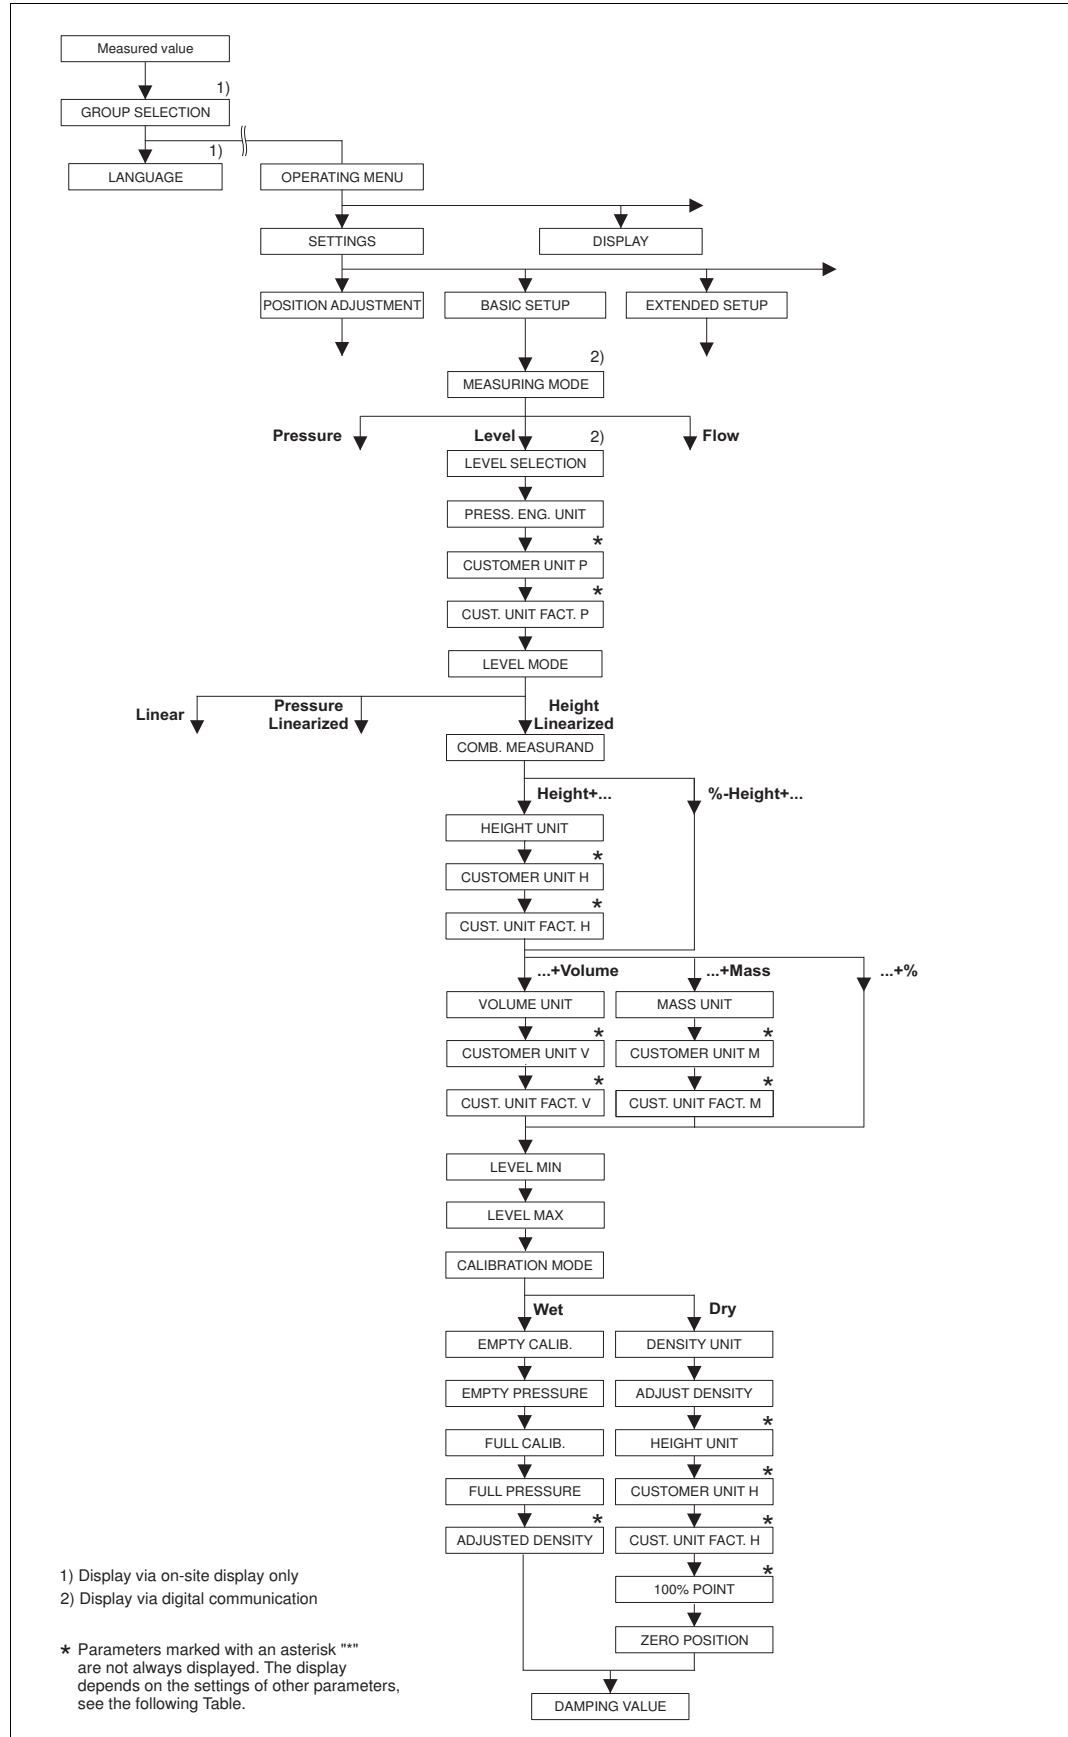 Measured value
1)
GROUP SELECTION
1)
LANGUAGE
OPERATING MENU
SETTINGS
DISPLAY
POSITION ADJUSTMENT
BASIC SETUP
EXTENDED SETUP
2)
MEASURING MODE
Pressure
Level
2)
Flow
LEVEL SELECTION
PRESS. ENG. UNIT
*
CUSTOMER UNIT P
*
CUST. UNIT FACT. P
LEVEL MODE
Linear
Pressure
Linearized
Height
Linearized
COMB. MEASURAND
Height+...
%-Height+...
HEIGHT UNIT
*
CUSTOMER UNIT H
*
CUST. UNIT FACT. H
...+Volume
...+Mass
...+%
VOLUME UNIT
MASS UNIT
*
*
CUSTOMER UNIT V
CUSTOMER UNIT M
*
*
CUST. UNIT FACT. V
CUST. UNIT FACT. M
LEVEL MIN
LEVEL MAX
CALIBRATION MODE
Wet
Dry
EMPTY CALIB.
DENSITY UNIT
EMPTY PRESSURE
ADJUST DENSITY
*
FULL CALIB.
HEIGHT UNIT
*
FULL PRESSURE
CUSTOMER UNIT H
*
*
ADJUSTED DENSITY
CUST. UNIT FACT. H
*
100% POINT
ZERO POSITION
DAMPING VALUE
1) Display via on-site display only
2) Display via digital communication
* Parameters marked with an asterisk "*"
are not always displayed. The display
depends on the settings of other parameters,
see the following Table.